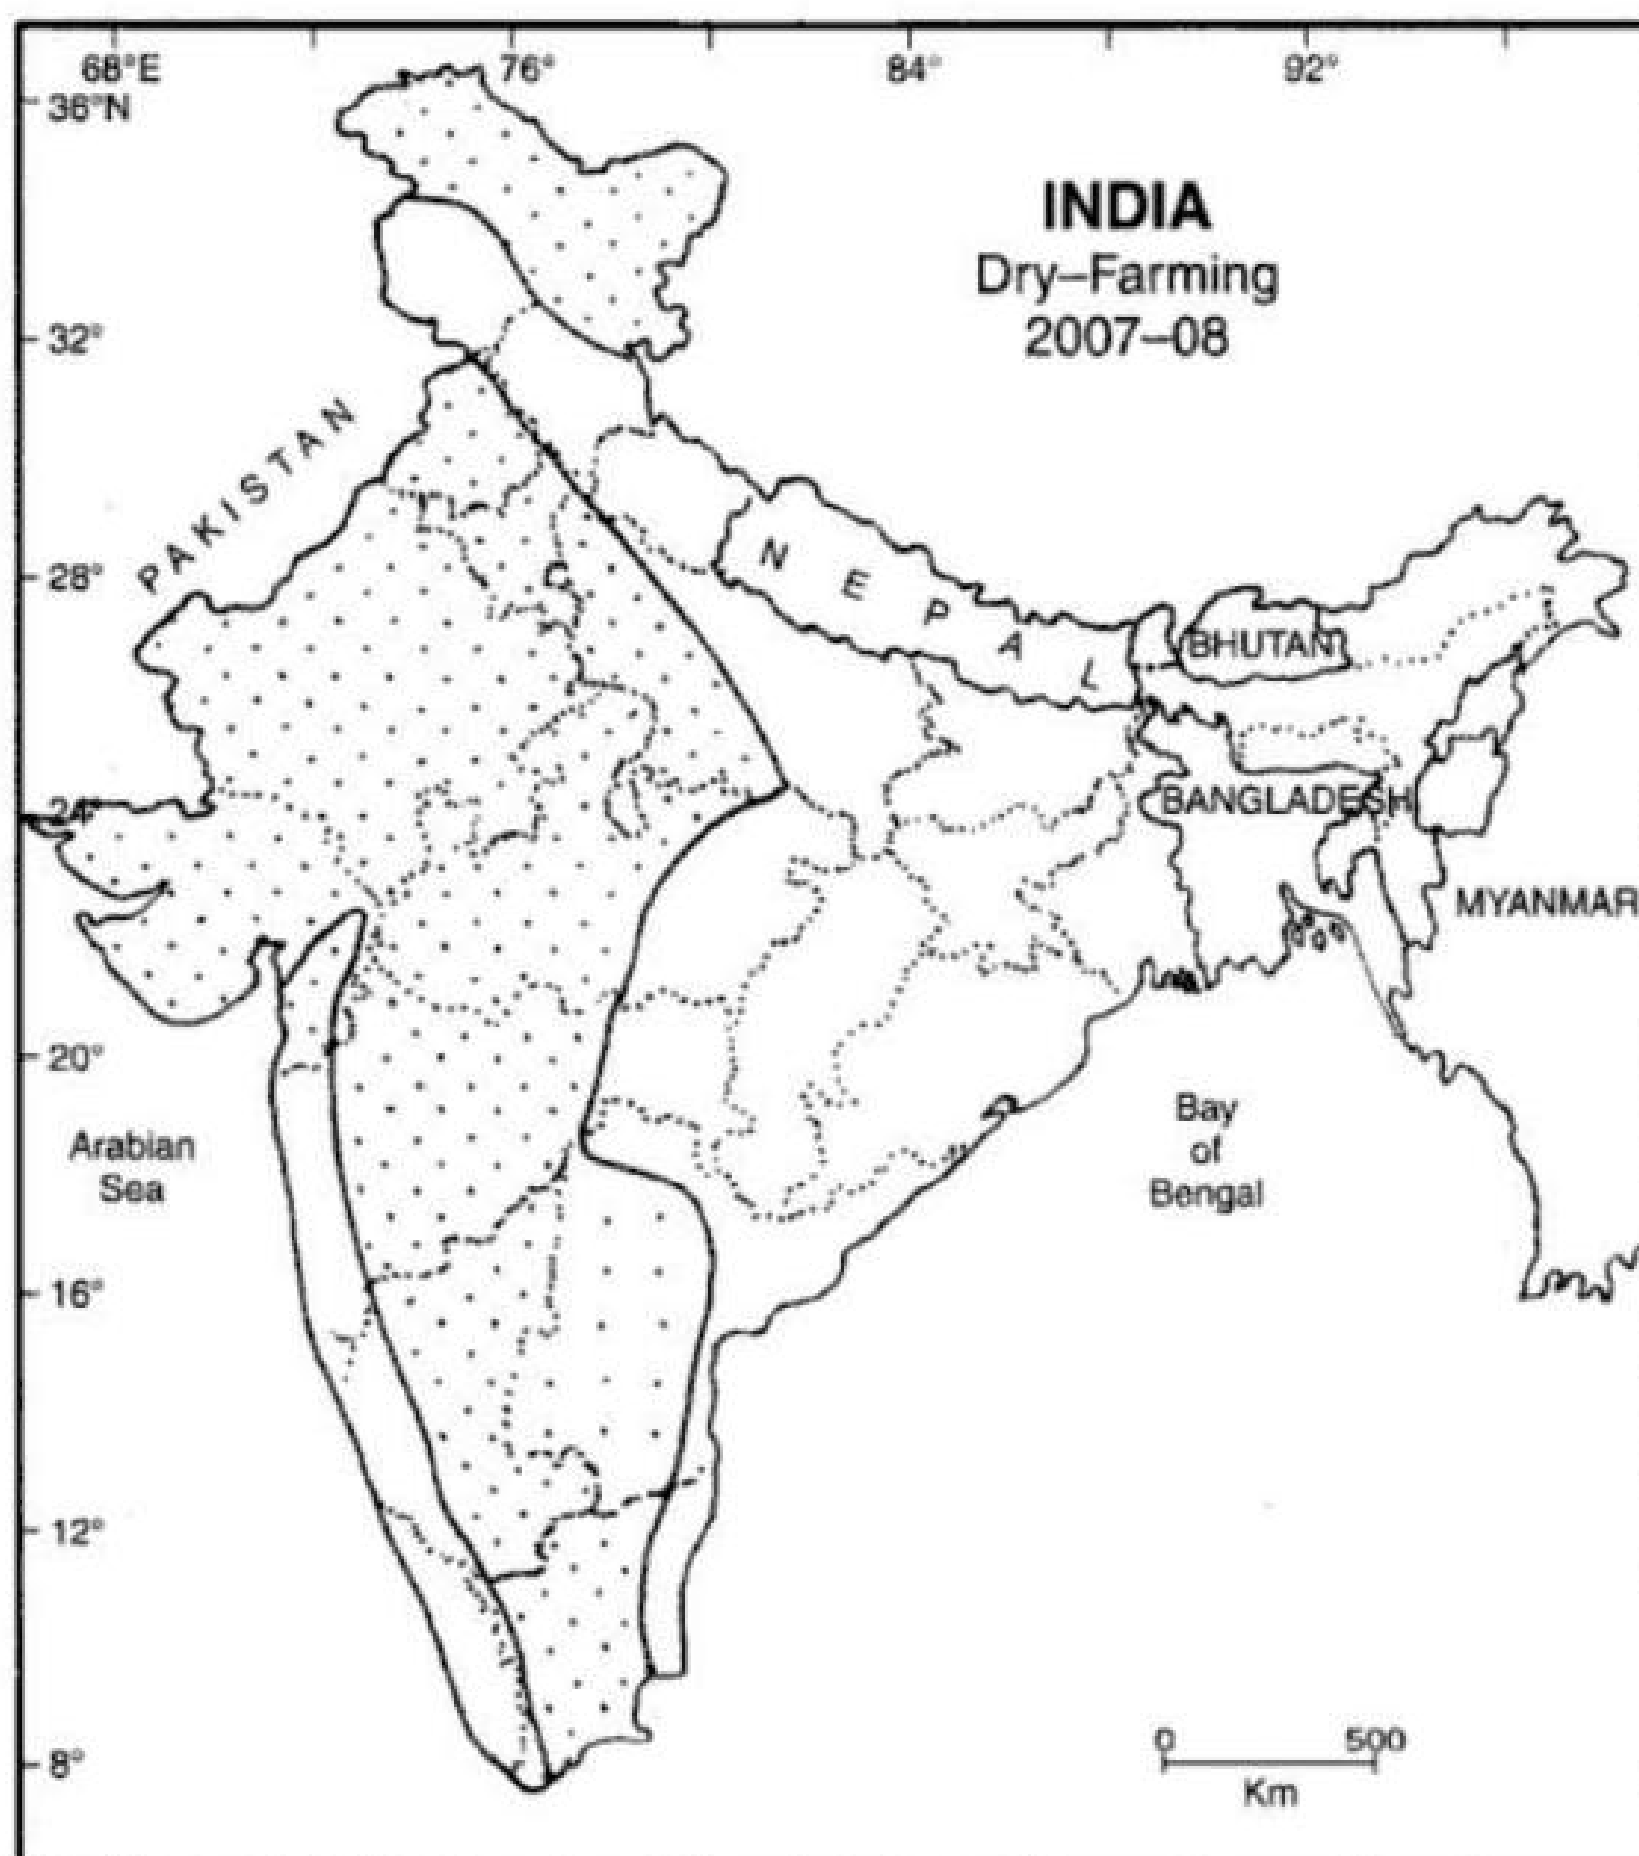 68°E 76° 84° 92°
36°N
INDIA
Dry–Farming
2007–08
32°
PAKISTAN
28°
NEPAL
BHUTAN
24°
BANGLADESH
MYANMAR
20°
Arabian
Sea
Bay
of
Bengal
16°
12°
8°
0 500
Km